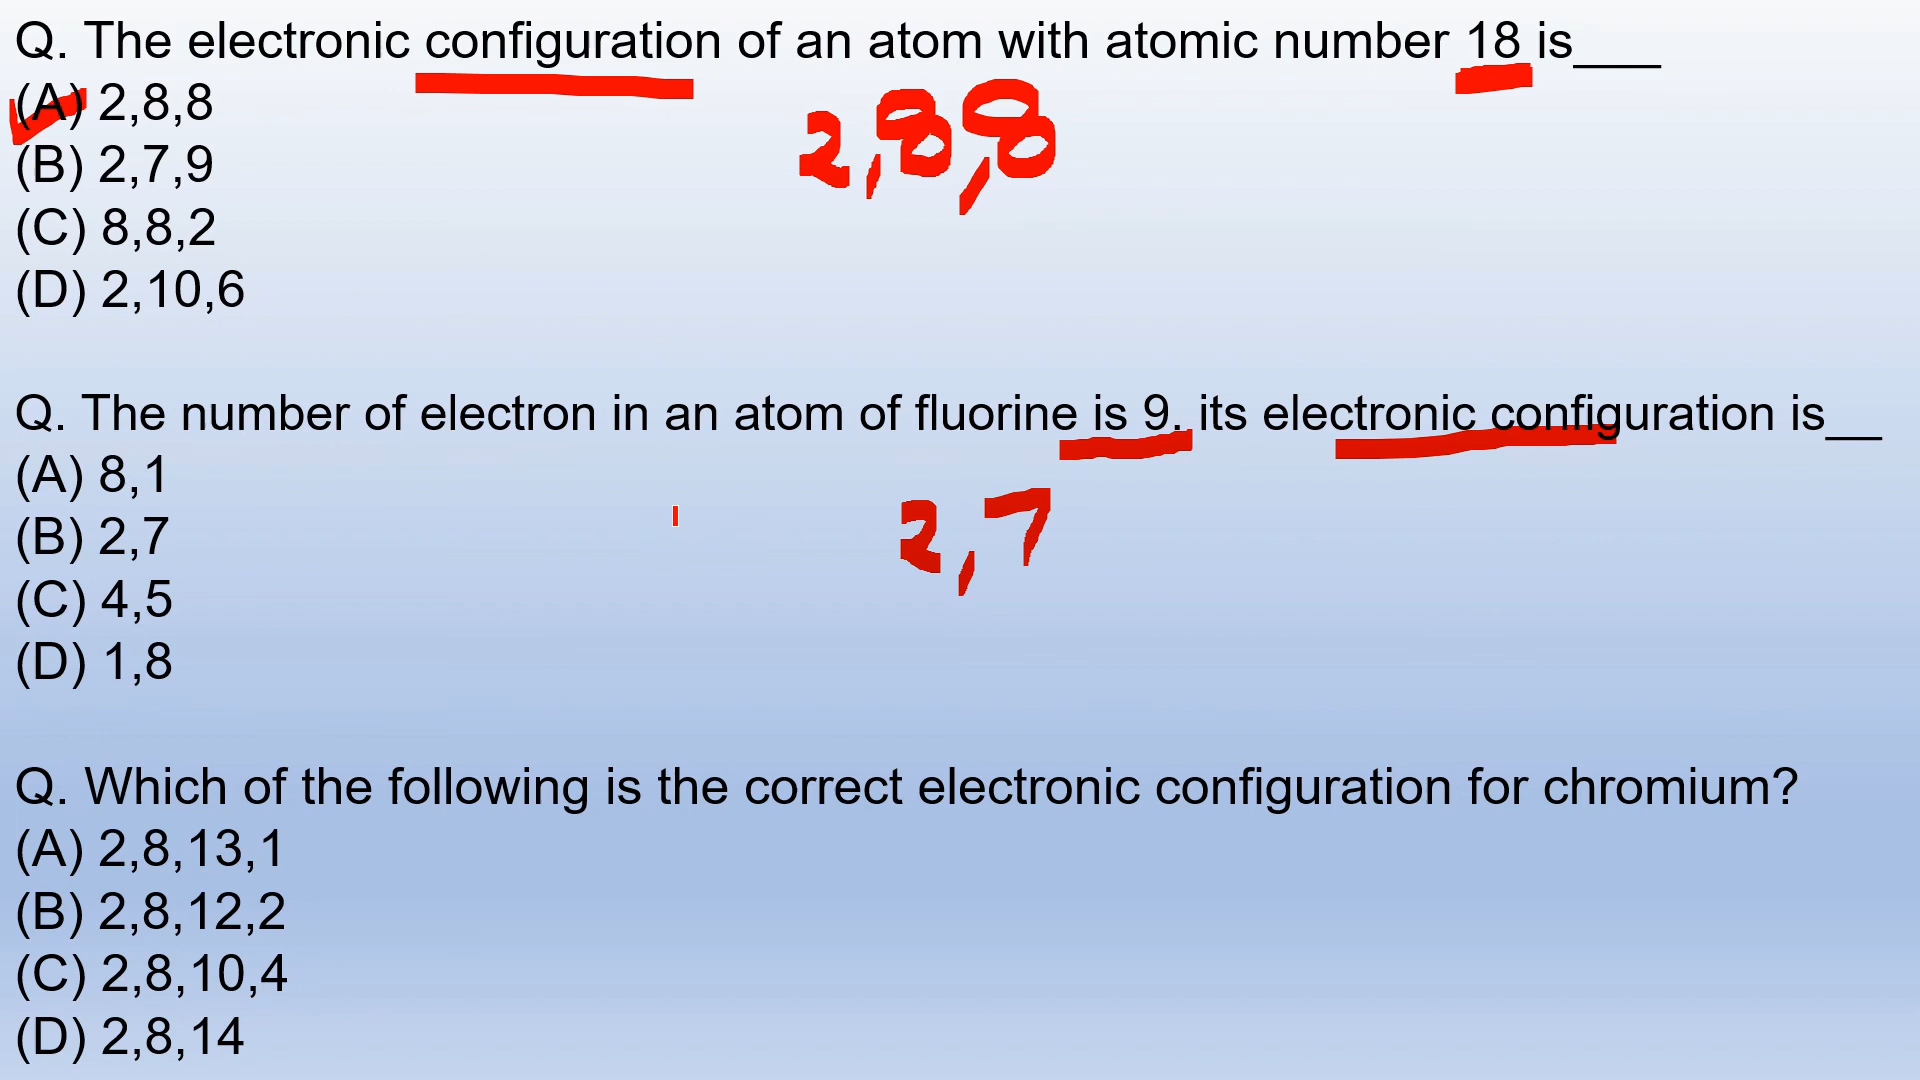 Q. The electronic configuration of an atom with atomic number 18 is___
(A) 2,8,8
2,8,8
(B) 2,7,9
(C) 8,8,2
(D) 2,10,6
Q. The number of electron in an atom of fluorine is 9. its electronic configuration is__
(A) 8,1
2,7
(B) 2,7
(C) 4,5
(D) 1,8
Q. Which of the following is the correct electronic configuration for chromium?
(A) 2,8,13,1
(B) 2,8,12,2
(C) 2,8,10,4
(D) 2,8,14